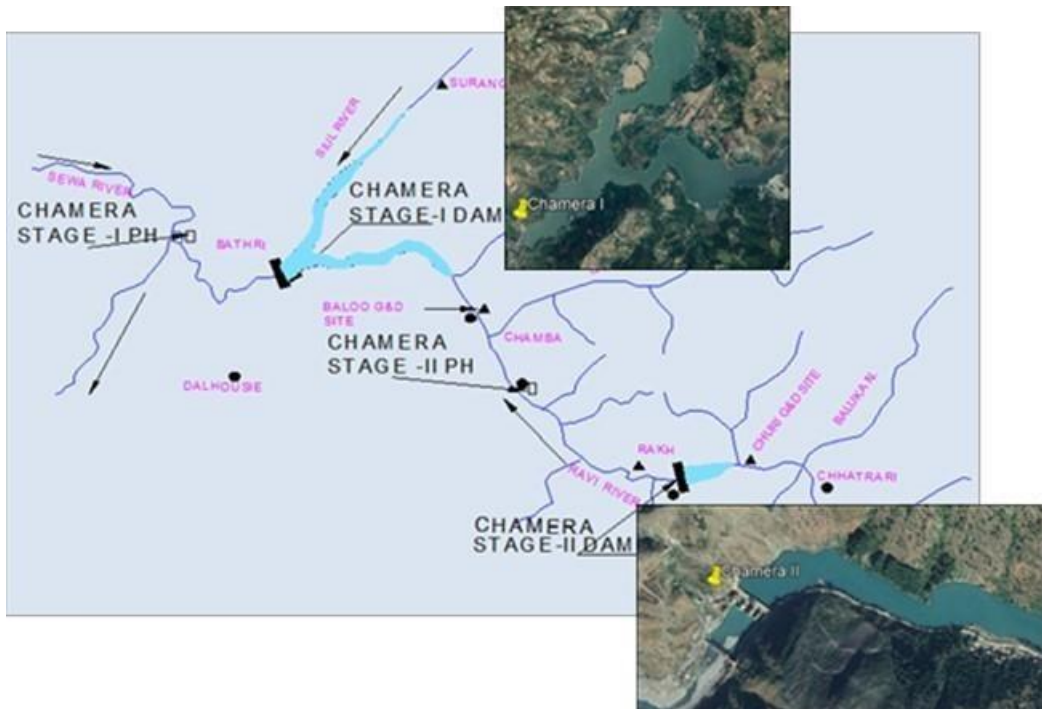 SURANG
SEIL RIVER
SEWA RIVER
CHAMERA
STAGE -I PH
CHAMERA
STAGE-I DAM
BATHRI
Chamera I
BALOO G&D
SITE
CHAMBA
CHAMERA
STAGE -II PH
DALHOUSIE
CHURI G&D SITE
BALUKA N.
RAKH
RAVI RIVER
CHHATRARI
CHAMERA
STAGE-II DAM
Chamera II